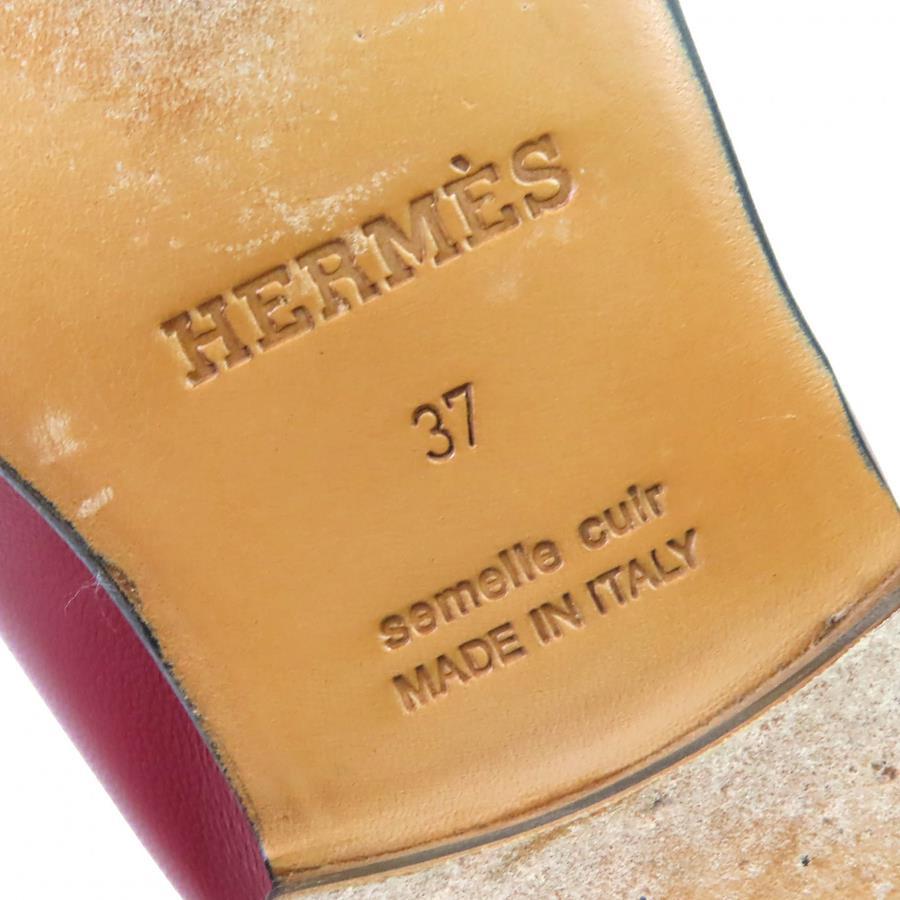 HERMÈS
37
semelle cuir
MADE IN ITALY